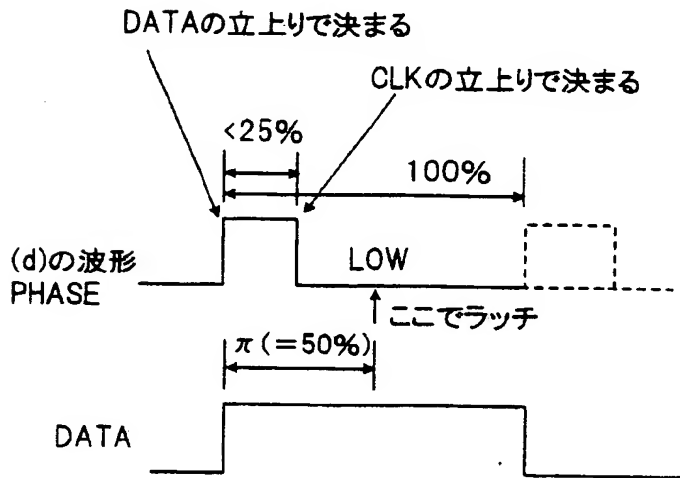 DATAの立上りで決まる
CLKの立上りで決まる
<25%
100%
(d)の波形
PHASE
LOW
ここでラッチ
π(=50%)
DATA